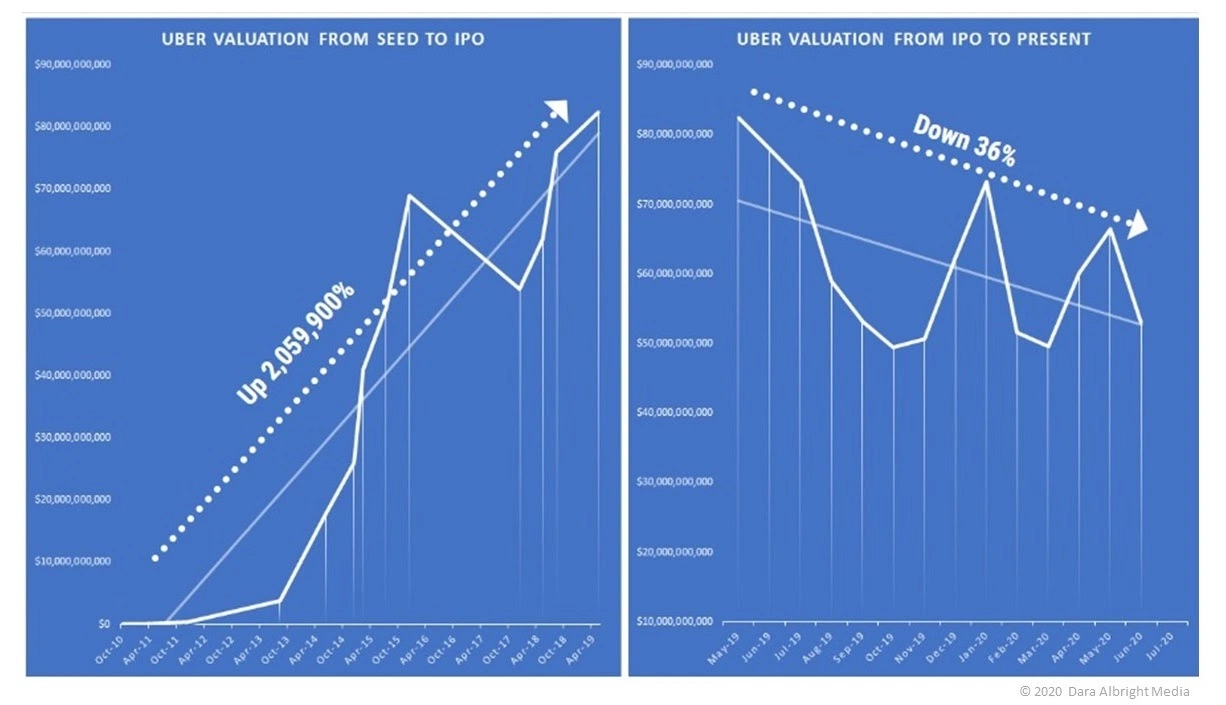 UBER VALUATION FROM SEED TO IPO
$90,000,000,000
$80,000,000,000
$70,000,000,000
$60,000,000,000
$50,000,000,000
$40,000,000,000
$30,000,000,000
$20,000,000,000
$10,000,000,000
$0
Up 2,059,900%
Oct-10
Apr-11
Oct-11
Apr-12
Oct-12
Apr-13
Oct-13
Apr-14
Oct-14
Apr-15
Oct-15
Apr-16
Oct-16
Apr-17
Oct-17
Apr-18
Oct-18
Apr-19
UBER VALUATION FROM IPO TO PRESENT
$90,000,000,000
$80,000,000,000
$70,000,000,000
$60,000,000,000
$50,000,000,000
$40,000,000,000
$30,000,000,000
$20,000,000,000
$10,000,000,000
Down 36%
May-19
Jun-19
Jul-19
Aug-19
Sep-19
Oct-19
Nov-19
Dec-19
Jan-20
Feb-20
Mar-20
Apr-20
May-20
Jun-20
Jul-20
© 2020 Dara Albright Media